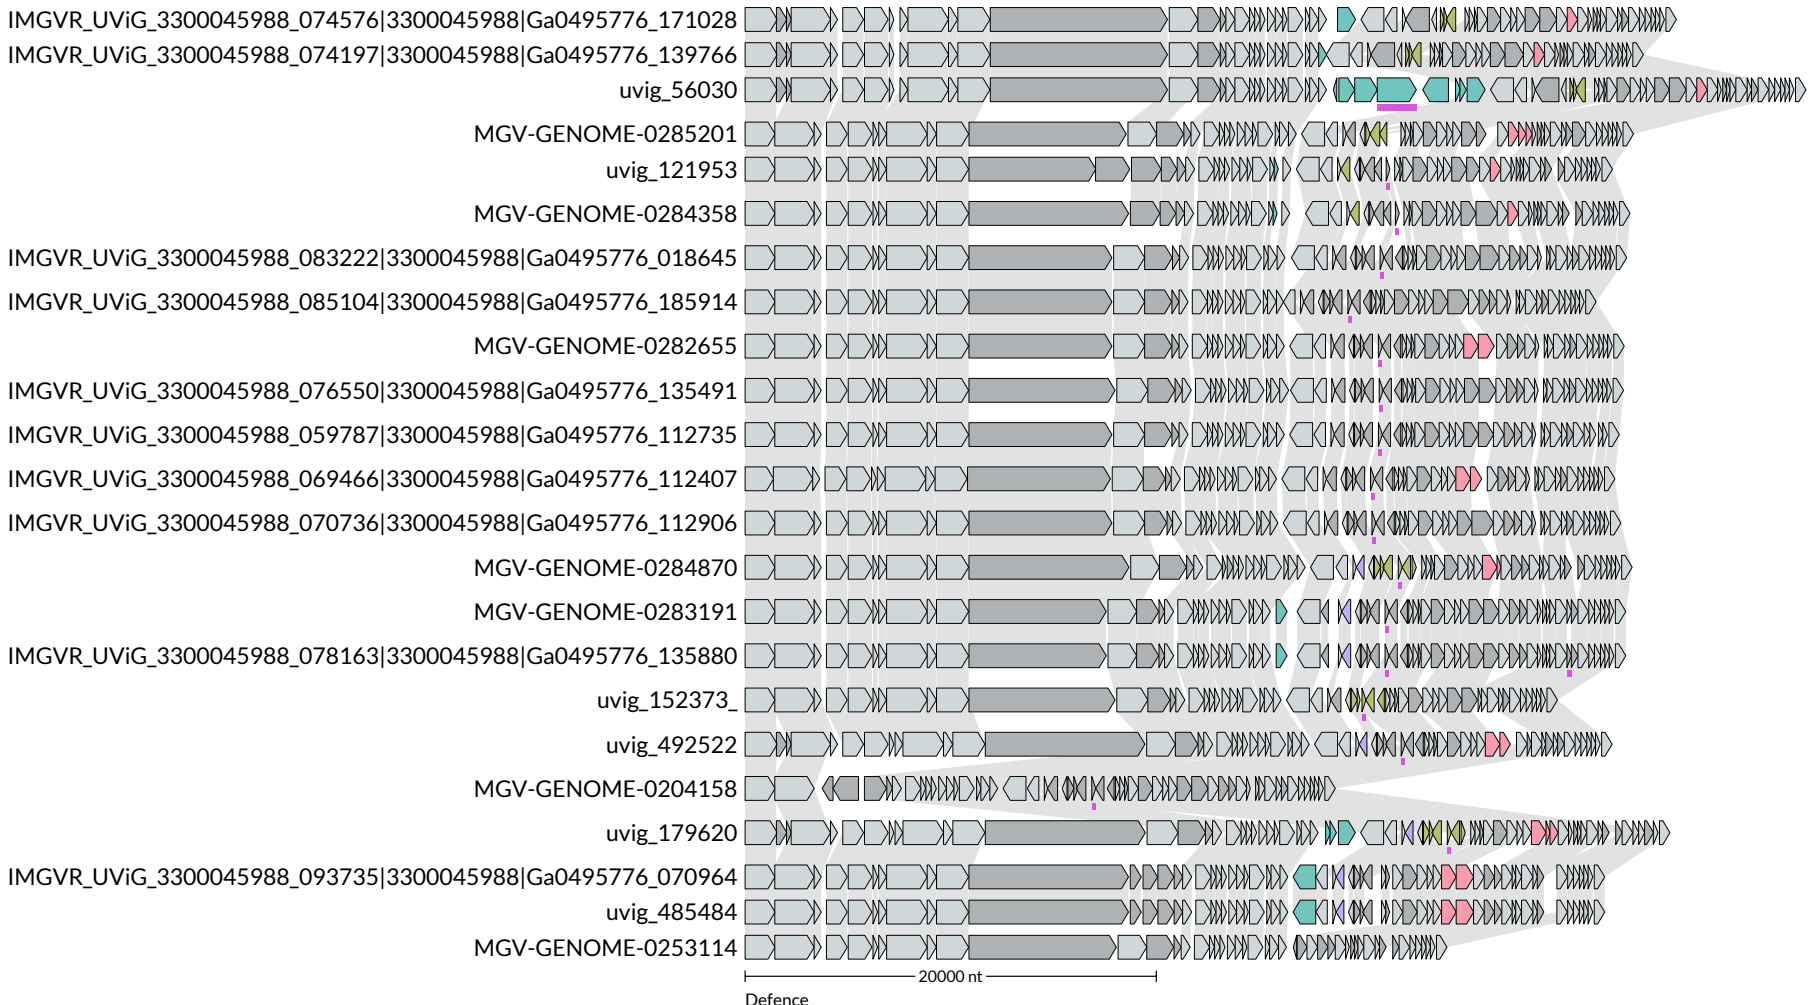 IMGVR_UViG_3300045988_074576|3300045988|Ga0495776_171028
IMGVR_UViG_3300045988_074197|3300045988|Ga0495776_139766
uvig_56030
MGV-GENOME-0285201
uvig_121953
MGV-GENOME-0284358
IMGVR_UViG_3300045988_083222|3300045988|Ga0495776_018645
IMGVR_UViG_3300045988_085104|3300045988|Ga0495776_185914
MGV-GENOME-0282655
IMGVR_UViG_3300045988_076550|3300045988|Ga0495776_135491
IMGVR_UViG_3300045988_059787|3300045988|Ga0495776_112735
IMGVR_UViG_3300045988_069466|3300045988|Ga0495776_112407
IMGVR_UViG_3300045988_070736|3300045988|Ga0495776_112906
MGV-GENOME-0284870
MGV-GENOME-0283191
IMGVR_UViG_3300045988_078163|3300045988|Ga0495776_135880
uvig_152373_
uvig_492522
MGV-GENOME-0204158
uvig_179620
IMGVR_UViG_3300045988_093735|3300045988|Ga0495776_070964
uvig_485484
MGV-GENOME-0253114
20000 nt
Defence